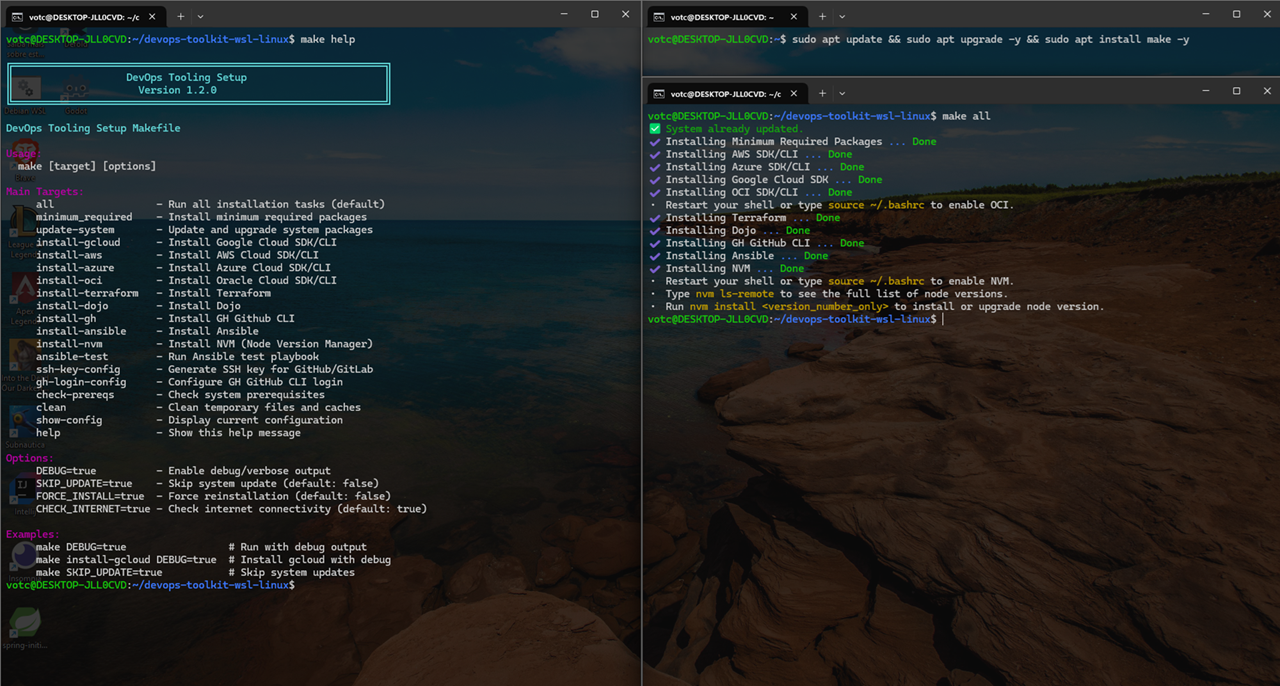 votc@DESKTOP-JLL0CVD: ~/c
votc@DESKTOP-JLL0CVD:~/devops-toolkit-wsl-linux$ make help
DevOps Tooling Setup
Version 1.2.0
DevOps Tooling Setup Makefile
Usage:
make [target] [options]
Main Targets:
all - Run all installation tasks (default)
minimum_required - Install minimum required packages
update-system - Update and upgrade system packages
install-gcloud - Install Google Cloud SDK/CLI
install-aws - Install AWS Cloud SDK/CLI
install-azure - Install Azure Cloud SDK/CLI
install-oci - Install Oracle Cloud SDK/CLI
install-terraform - Install Terraform
install-dojo - Install Dojo
install-gh - Install GH Github CLI
install-ansible - Install Ansible
install-nvm - Install NVM (Node Version Manager)
ansible-test - Run Ansible test playbook
ssh-key-config - Generate SSH key for GitHub/GitLab
gh-login-config - Configure GH GitHub CLI login
check-prereqs - Check system prerequisites
clean - Clean temporary files and caches
show-config - Display current configuration
help - Show this help message
Options:
DEBUG=true - Enable debug/verbose output
SKIP_UPDATE=true - Skip system update (default: false)
FORCE_INSTALL=true - Force reinstallation (default: false)
CHECK_INTERNET=true - Check internet connectivity (default: true)
Examples:
make DEBUG=true # Run with debug output
make install-gcloud DEBUG=true # Install gcloud with debug
make SKIP_UPDATE=true # Skip system updates
votc@DESKTOP-JLL0CVD:~/devops-toolkit-wsl-linux$
League
Legend
Apex
Legend
into the D
Our Dark
Subnautica
spring-initi...
votc@DESKTOP-JLL0CVD: ~
votc@DESKTOP-JLL0CVD:~$ sudo apt update && sudo apt upgrade -y && sudo apt install make -y
votc@DESKTOP-JLL0CVD: ~/c
votc@DESKTOP-JLL0CVD:~/devops-toolkit-wsl-linux$ make all
System already updated.
Installing Minimum Required Packages ... Done
Installing AWS SDK/CLI ... Done
Installing Azure SDK/CLI ... Done
Installing Google Cloud SDK ... Done
Installing OCI SDK/CLI ... Done
· Restart your shell or type source ~/.bashrc to enable OCI.
Installing Terraform ... Done
Installing Dojo ... Done
Installing GH GitHub CLI ... Done
Installing Ansible ... Done
Installing NVM ... Done
· Restart your shell or type source ~/.bashrc to enable NVM.
· Type nvm ls-remote to see the full list of node versions.
· Run nvm install <version_number_only> to install or upgrade node version.
votc@DESKTOP-JLL0CVD:~/devops-toolkit-wsl-linux$